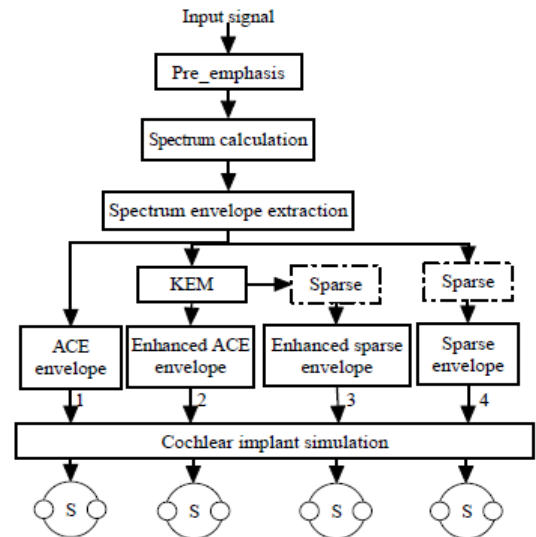 Input signal
Pre_emphasis
Spectrum calculation
Spectrum envelope extraction
KEM
Sparse
Sparse
ACE
envelope
Enhanced ACE
envelope
Enhanced sparse
envelope
Sparse
envelope
1
2
3
4
Cochlear implant simulation
S
S
S
S